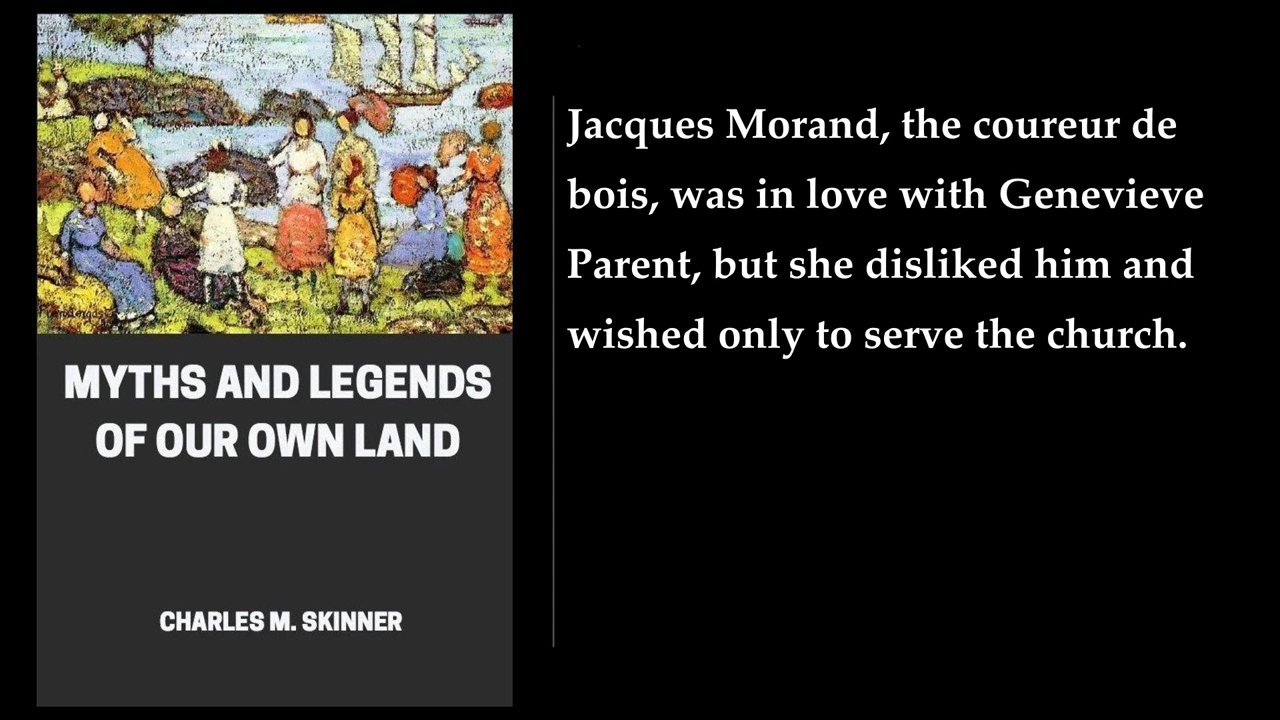 MYTHS AND LEGENDS
OF OUR OWN LAND
CHARLES M. SKINNER
Jacques Morand, the coureur de
bois, was in love with Genevieve
Parent, but she disliked him and
wished only to serve the church.